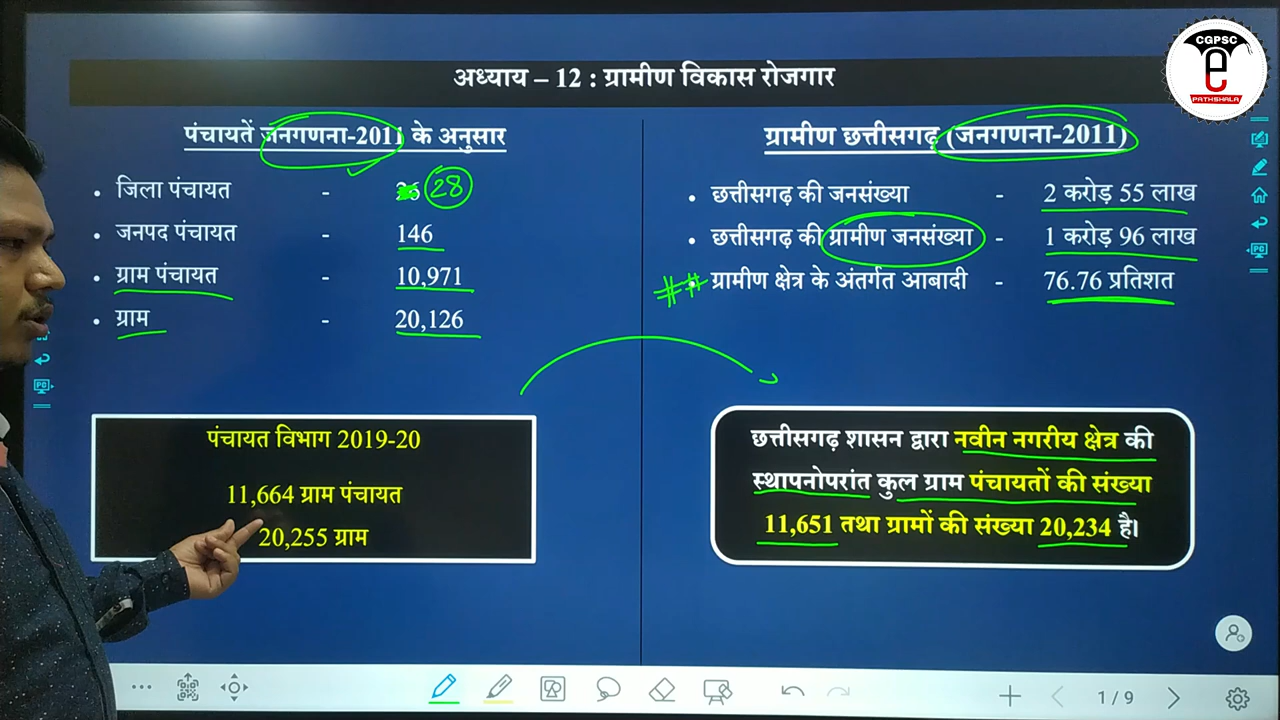 CGPSC
e
PATHSHALA
अध्याय – 12 : ग्रामीण विकास रोजगार
पंचायतें जनगणना-2011 के अनुसार
• जिला पंचायत - 26 28
• जनपद पंचायत - 146
• ग्राम पंचायत - 10,971
• ग्राम - 20,126
पंचायत विभाग 2019-20
11,664 ग्राम पंचायत
20,255 ग्राम
ग्रामीण छत्तीसगढ़ (जनगणना-2011)
• छत्तीसगढ़ की जनसंख्या - 2 करोड़ 55 लाख
• छत्तीसगढ़ की ग्रामीण जनसंख्या - 1 करोड़ 96 लाख
## • ग्रामीण क्षेत्र के अंतर्गत आबादी - 76.76 प्रतिशत
छत्तीसगढ़ शासन द्वारा नवीन नगरीय क्षेत्र की
स्थापनोपरांत कुल ग्राम पंचायतों की संख्या
11,651 तथा ग्रामों की संख्या 20,234 है।
1 / 9